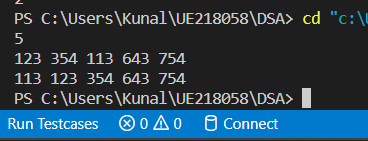 PS C:\Users\Kunal\UE218058\DSA> cd "c:\
5
123 354 113 643 754
113 123 354 643 754
PS C:\Users\Kunal\UE218058\DSA>
Run Testcases 0 0 Connect